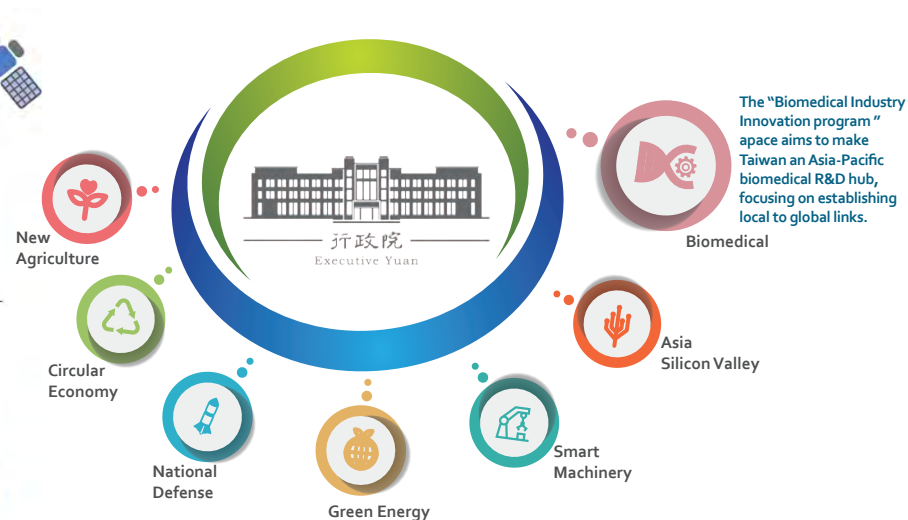 The “Biomedical Industry
Innovation program ”
apace aims to make
Taiwan an Asia-Pacific
biomedical R&D hub,
focusing on establishing
local to global links.
Biomedical
行政院
Executive Yuan
New
Agriculture
Asia
Silicon Valley
Circular
Economy
Smart
Machinery
National
Defense
Green Energy